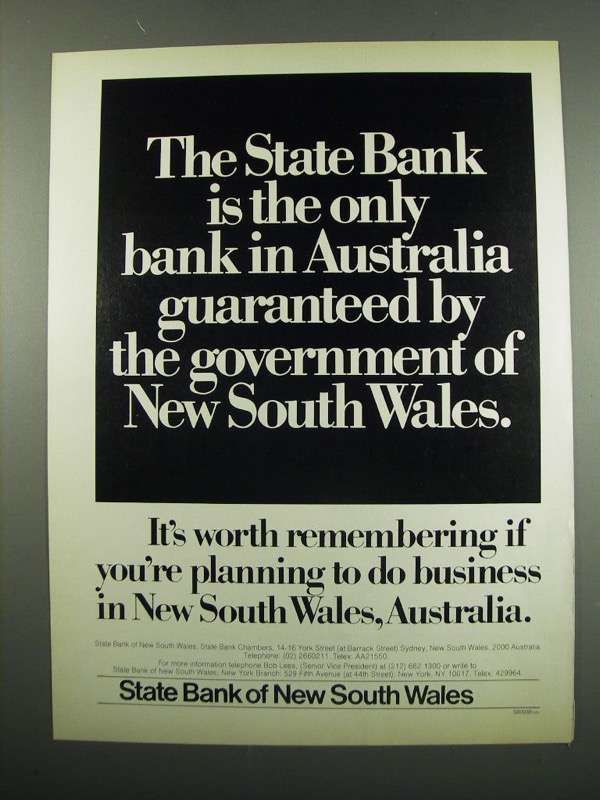 The State Bank
is the only
bank in Australia
guaranteed by
the government of
New South Wales.
It's worth remembering if
you're planning to do business
in New South Wales, Australia.
State Bank of New South Wales, State Bank Chambers, 14-16 York Street (at Barrack Street) Sydney, New South Wales, 2000 Australia.
Telephone: (02) 2660211. Telex: AA21550.
For more information telephone Bob Lees, (Senior Vice President) at (212) 662 1300 or write to
State Bank of New South Wales, New York Branch: 529 Fifth Avenue (at 44th Street), New York, NY 10017. Telex: 429964.
State Bank of New South Wales